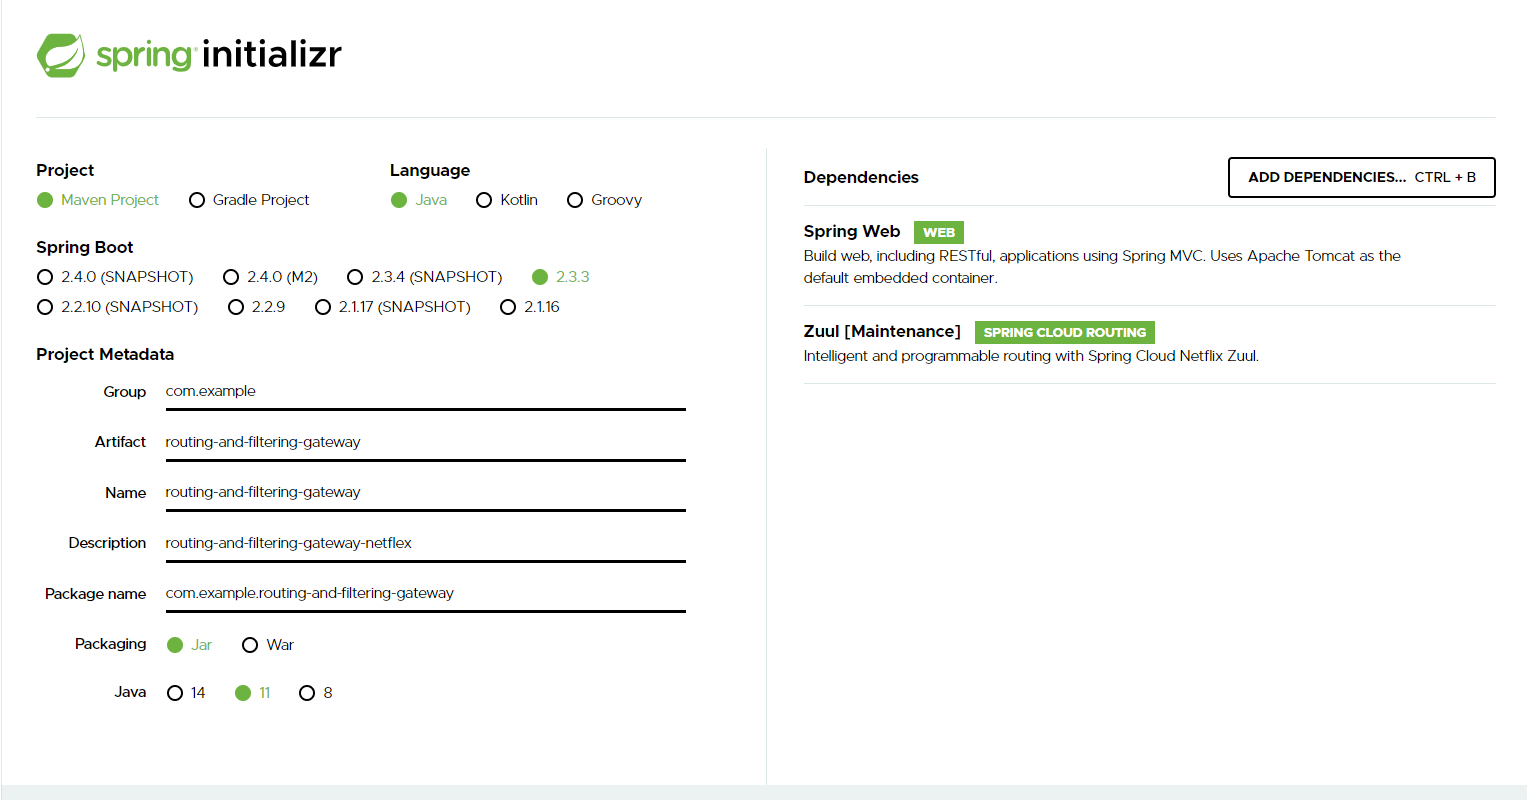 spring initializr
Project
Maven Project Gradle Project
Language
Java Kotlin Groovy
Spring Boot
2.4.0 (SNAPSHOT) 2.4.0 (M2) 2.3.4 (SNAPSHOT) 2.3.3
2.2.10 (SNAPSHOT) 2.2.9 2.1.17 (SNAPSHOT) 2.1.16
Project Metadata
Group com.example
Artifact routing-and-filtering-gateway
Name routing-and-filtering-gateway
Description routing-and-filtering-gateway-netflex
Package name com.example.routing-and-filtering-gateway
Packaging Jar War
Java 14 11 8
Dependencies
ADD DEPENDENCIES... CTRL + B
Spring Web WEB
Build web, including RESTful, applications using Spring MVC. Uses Apache Tomcat as the
default embedded container.
Zuul [Maintenance] SPRING CLOUD ROUTING
Intelligent and programmable routing with Spring Cloud Netflix Zuul.